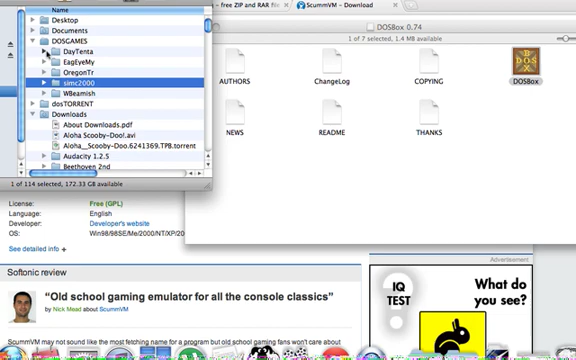 Name
Desktop
Documents
DOSGAMES
DayTenta
EagEyeMy
OregonTr
simc2000
WBeamish
dosTORRENT
Downloads
About Downloads.pdf
Aloha Scooby-Doo!.avi
Aloha__Scooby-Doo.6241369.TPB.torrent
Audacity 1.2.5
Beethoven 2nd
1 of 114 selected, 172.33 GB available
- free ZIP and RAR file
ScummVM – Download
DOSBox 0.74
1 of 7 selected, 1.4 MB available
AUTHORS
ChangeLog
COPYING
DOSBox
NEWS
README
THANKS
DOS
BOX
License: Free (GPL)
Language: English
Developer: Developer's website
OS: Win98/98SE/Me/2000/NT/XP/20
See detailed info +
Softonic review
“Old school gaming emulator for all the console classics”
by Nick Mead about ScummVM
ScummVM may not sound like the most fetching name for a program but old school gaming fans won't care about
Advertisement
IQ
TEST
What do
you see?